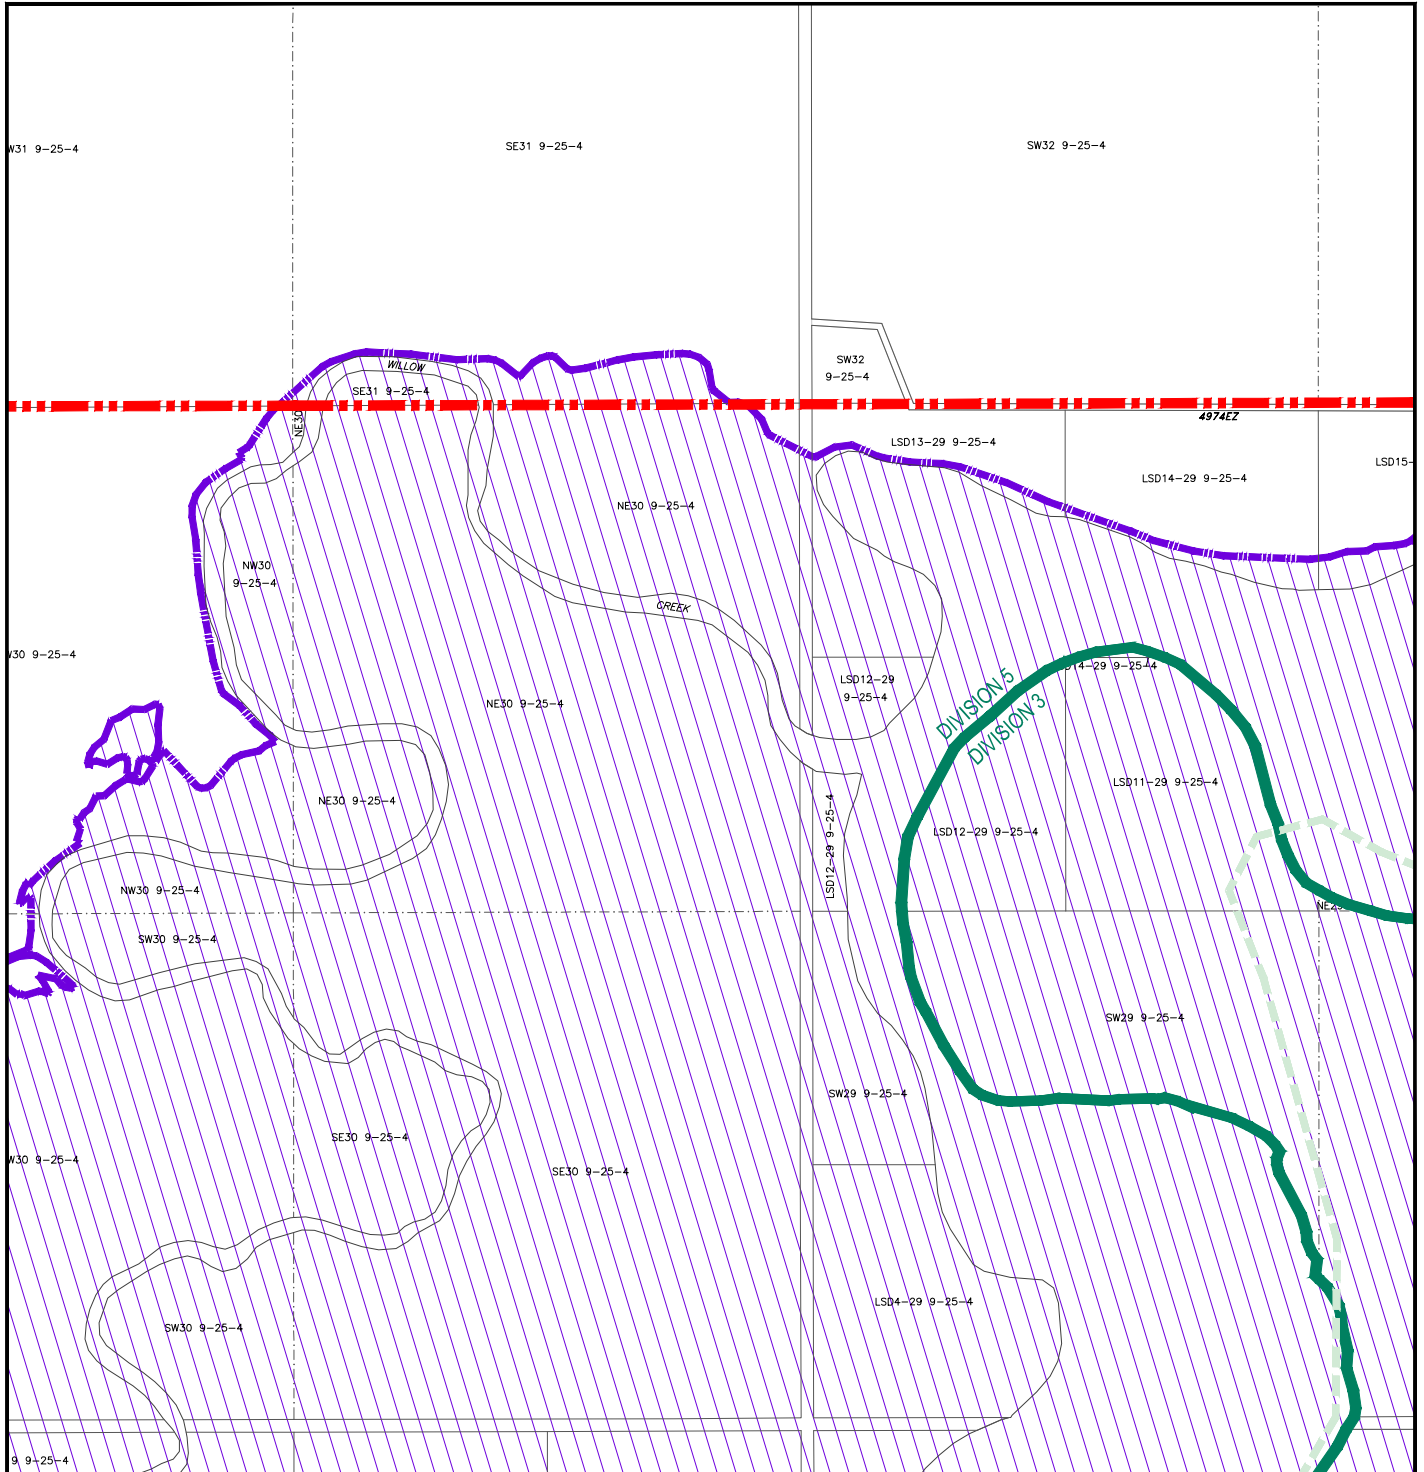 SE31 9-25-4
SW32 9-25-4
W31 9-25-4
SW32
9-25-4
WILLOW
SE31 9-25-4
4974EZ
NE30
LSD13-29 9-25-4
LSD15-
LSD14-29 9-25-4
NE30 9-25-4
NW30
9-25-4
CREEK
W30 9-25-4
14-29 9-25-4
LSD12-29
9-25-4
NE30 9-25-4
DIVISION 5
DIVISION 3
LSD11-29 9-25-4
NE30 9-25-4
LSD12-29 9-25-4
LSD12-29 9-25-4
NW30 9-25-4
SW30 9-25-4
SW29 9-25-4
SW29 9-25-4
SE30 9-25-4
W30 9-25-4
SE30 9-25-4
LSD4-29 9-25-4
SW30 9-25-4
9 9-25-4